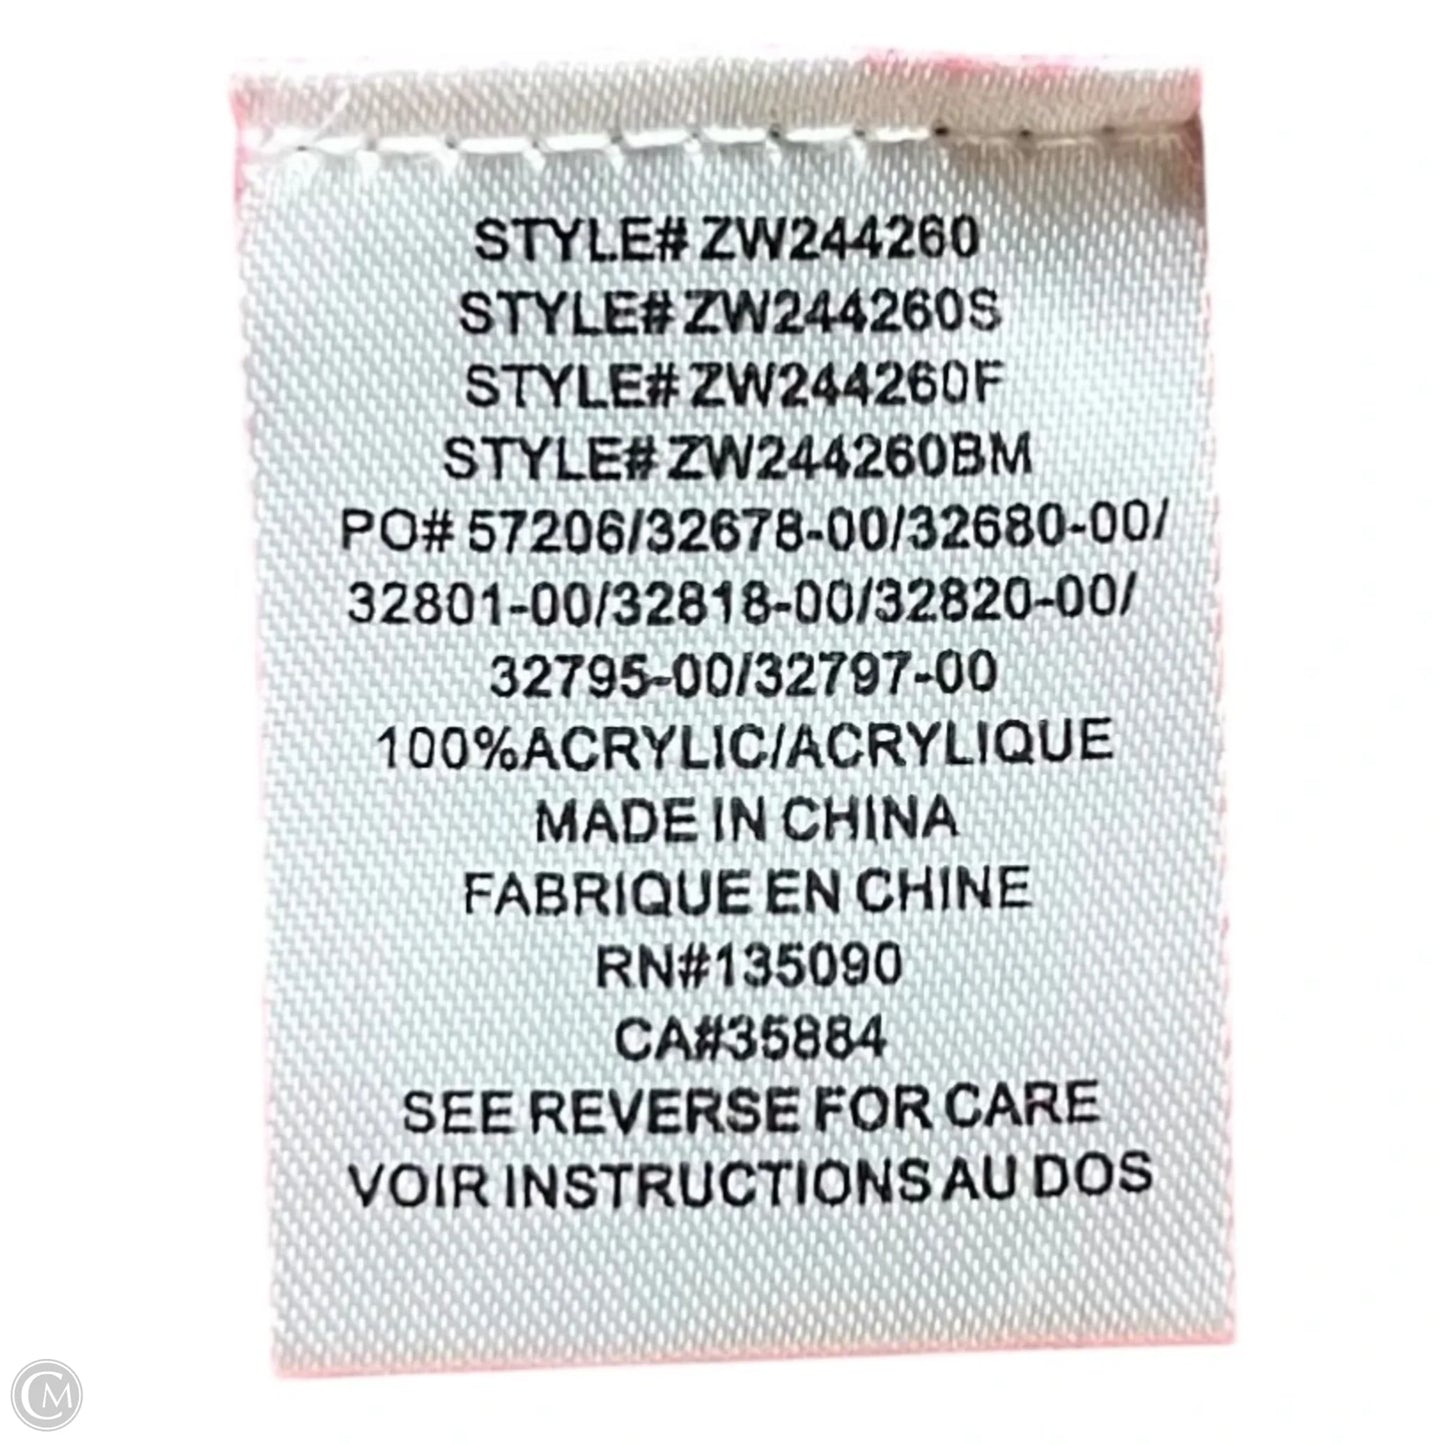 STYLE# ZW244260
STYLE# ZW244260S
STYLE# ZW244260F
STYLE# ZW244260BM
PO# 57206/32678-00/32680-00/
32801-00/32818-00/32820-00/
32795-00/32797-00
100%ACRYLIC/ACRYLIQUE
MADE IN CHINA
FABRIQUE EN CHINE
RN#135090
CA#35884
SEE REVERSE FOR CARE
VOIR INSTRUCTIONS AU DOS
CM